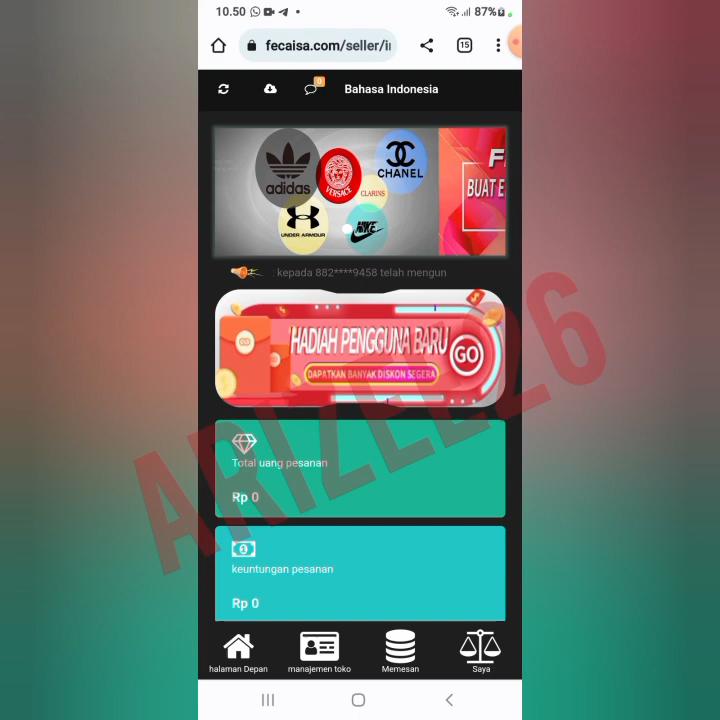 10.50
87%
fecaisa.com/seller/i
15
0
Bahasa Indonesia
adidas
VERSACE
CHANEL
CLARINS
UNDER ARMOUR
NIKE
F
BUAT E
: kepada 882****9458 telah mengun
HADIAH PENGGUNA BARU
GO
DAPATKAN BANYAK DISKON SEGERA
ARIZEL26
Total uang pesanan
Rp 0
keuntungan pesanan
Rp 0
halaman Depan
manajemen toko
Memesan
Saya